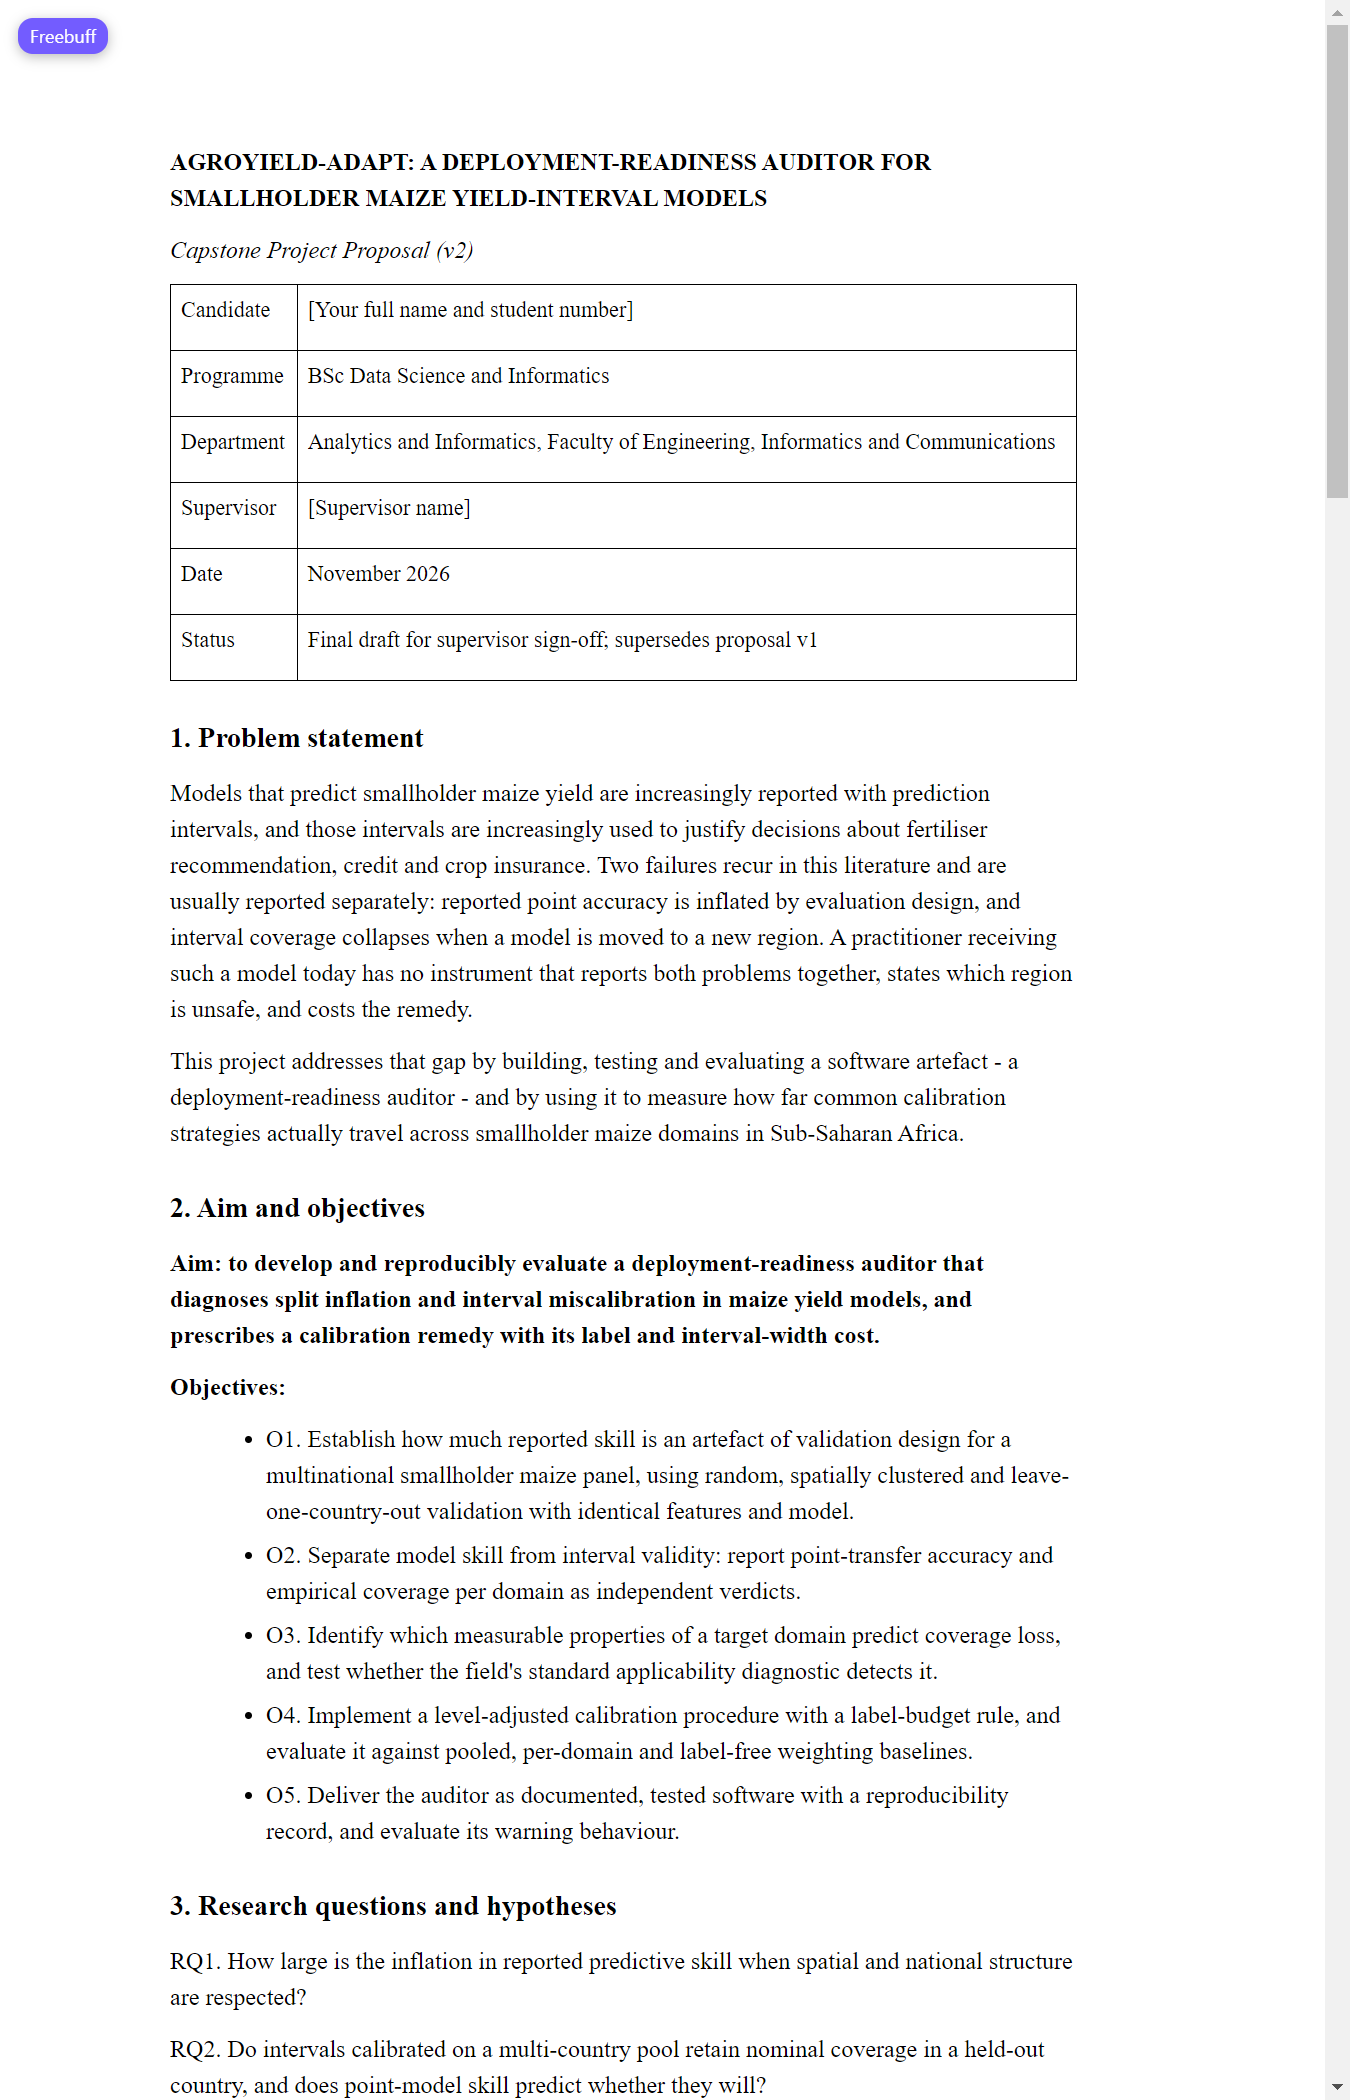 Freebuff
AGROYIELD-ADAPT: A DEPLOYMENT-READINESS AUDITOR FOR
SMALLHOLDER MAIZE YIELD-INTERVAL MODELS
Capstone Project Proposal (v2)
Candidate [Your full name and student number]
Programme BSc Data Science and Informatics
Department Analytics and Informatics, Faculty of Engineering, Informatics and Communications
Supervisor [Supervisor name]
Date November 2026
Status Final draft for supervisor sign-off; supersedes proposal v1
1. Problem statement
Models that predict smallholder maize yield are increasingly reported with prediction
intervals, and those intervals are increasingly used to justify decisions about fertiliser
recommendation, credit and crop insurance. Two failures recur in this literature and are
usually reported separately: reported point accuracy is inflated by evaluation design, and
interval coverage collapses when a model is moved to a new region. A practitioner receiving
such a model today has no instrument that reports both problems together, states which region
is unsafe, and costs the remedy.
This project addresses that gap by building, testing and evaluating a software artefact - a
deployment-readiness auditor - and by using it to measure how far common calibration
strategies actually travel across smallholder maize domains in Sub-Saharan Africa.
2. Aim and objectives
Aim: to develop and reproducibly evaluate a deployment-readiness auditor that
diagnoses split inflation and interval miscalibration in maize yield models, and
prescribes a calibration remedy with its label and interval-width cost.
Objectives:
• O1. Establish how much reported skill is an artefact of validation design for a
multinational smallholder maize panel, using random, spatially clustered and leave-
one-country-out validation with identical features and model.
• O2. Separate model skill from interval validity: report point-transfer accuracy and
empirical coverage per domain as independent verdicts.
• O3. Identify which measurable properties of a target domain predict coverage loss,
and test whether the field's standard applicability diagnostic detects it.
• O4. Implement a level-adjusted calibration procedure with a label-budget rule, and
evaluate it against pooled, per-domain and label-free weighting baselines.
• O5. Deliver the auditor as documented, tested software with a reproducibility
record, and evaluate its warning behaviour.
3. Research questions and hypotheses
RQ1. How large is the inflation in reported predictive skill when spatial and national structure
are respected?
RQ2. Do intervals calibrated on a multi-country pool retain nominal coverage in a held-out
country, and does point-model skill predict whether they will?